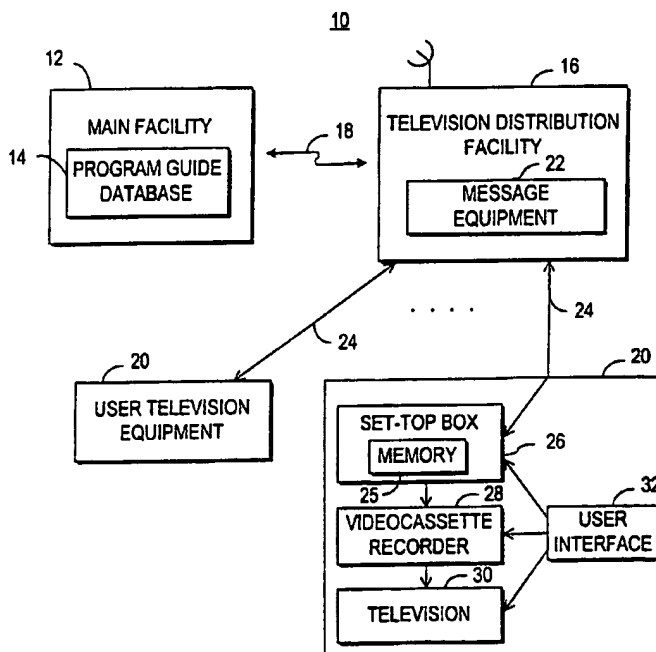 10
12
16
MAIN FACILITY
14
PROGRAM GUIDE
DATABASE
18
TELEVISION DISTRIBUTION
FACILITY
22
MESSAGE
EQUIPMENT
. . . .
24
24
20
USER TELEVISION
EQUIPMENT
20
SET-TOP BOX
MEMORY
25
26
28
32
VIDEOCASSETTE
RECORDER
USER
INTERFACE
30
TELEVISION